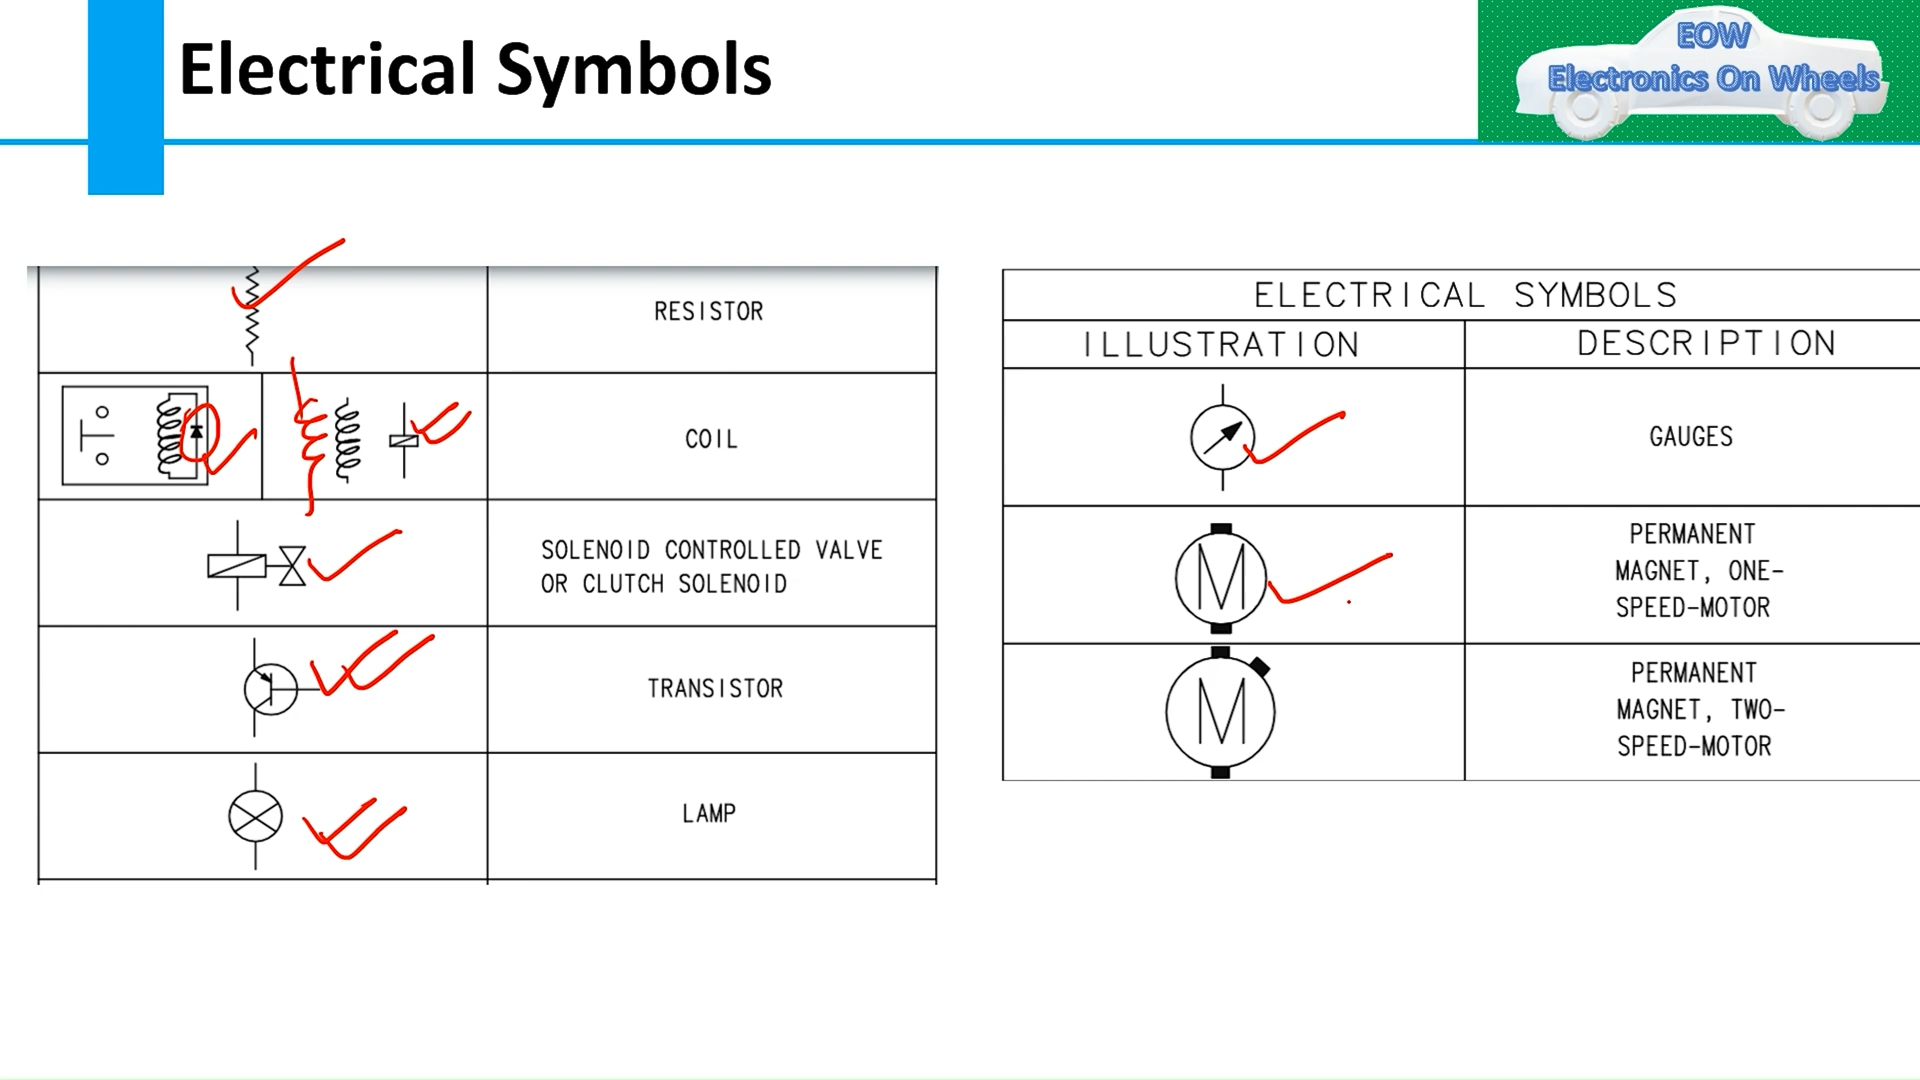 Electrical Symbols
EOW
Electronics On Wheels
RESISTOR
COIL
SOLENOID CONTROLLED VALVE
OR CLUTCH SOLENOID
TRANSISTOR
LAMP
ELECTRICAL SYMBOLS
ILLUSTRATION DESCRIPTION
GAUGES
M
PERMANENT
MAGNET, ONE-
SPEED-MOTOR
M
PERMANENT
MAGNET, TWO-
SPEED-MOTOR